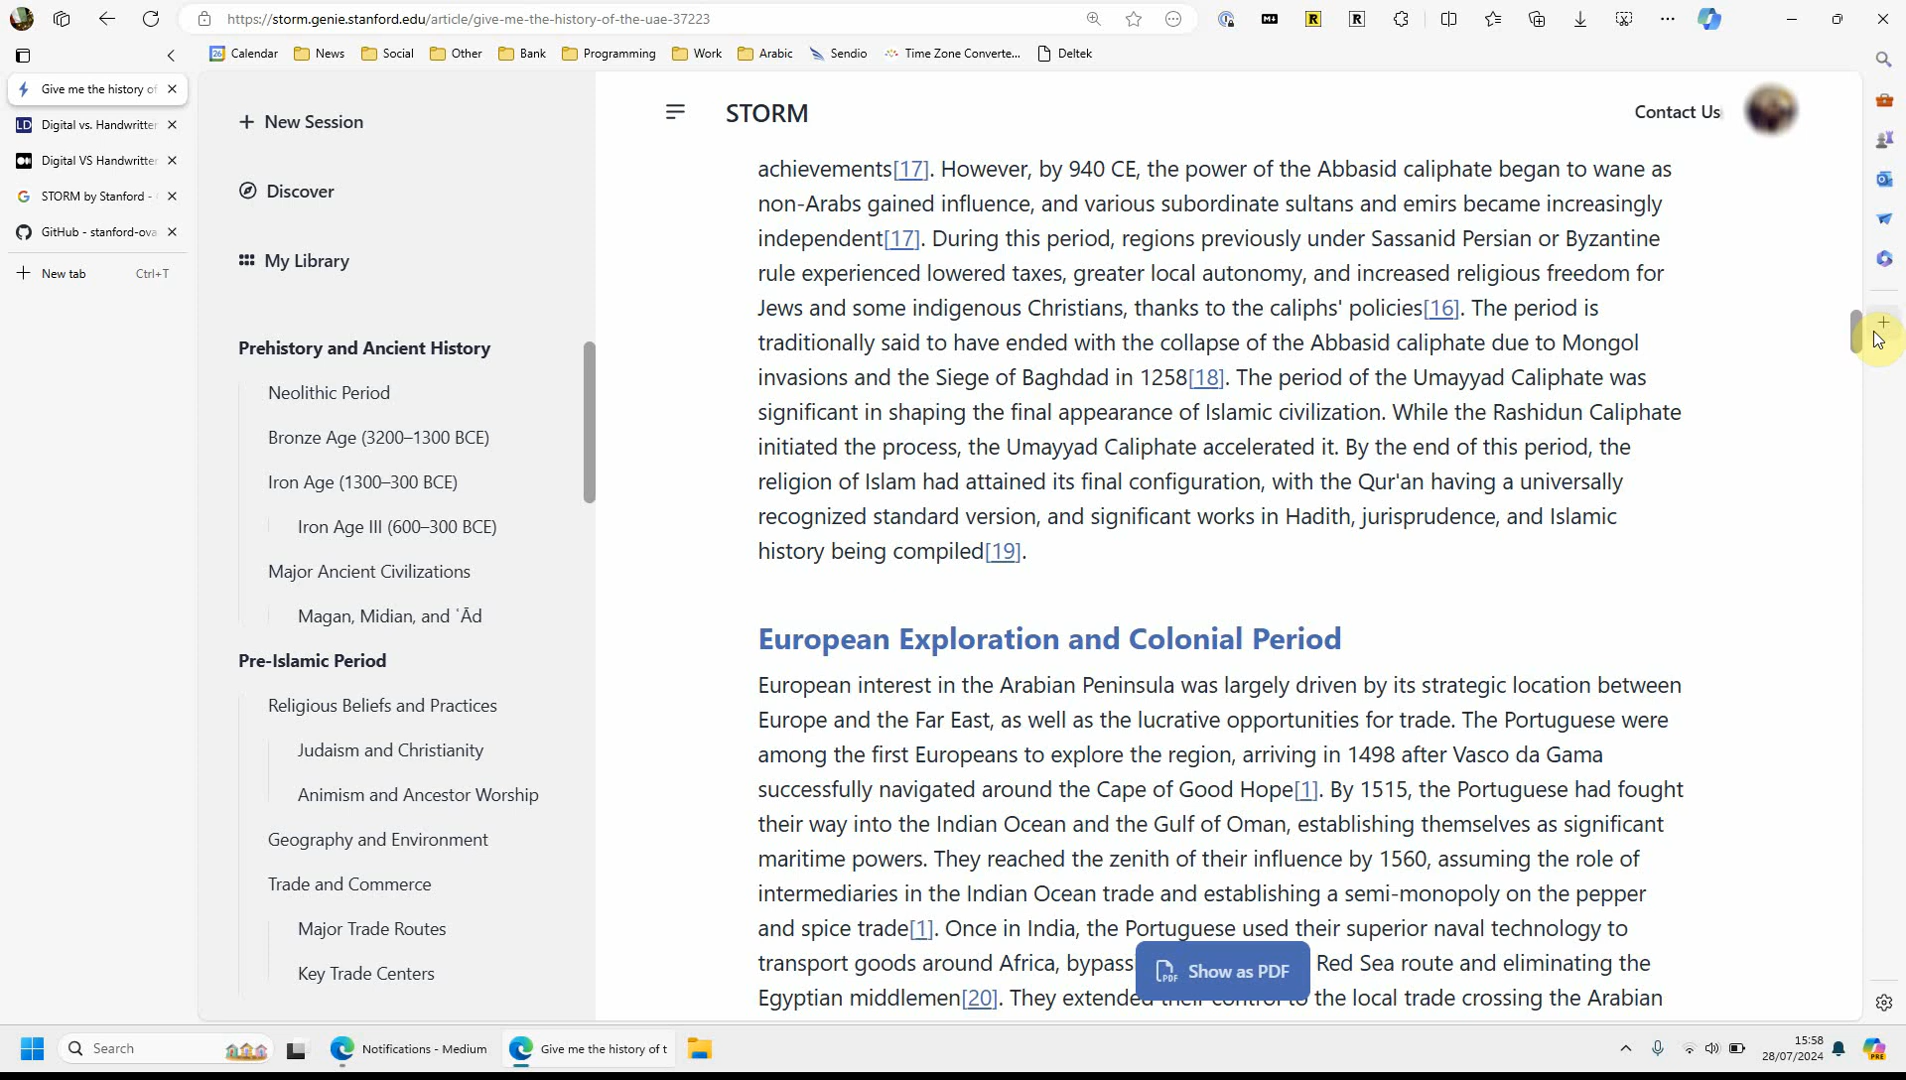 https://storm.genie.stanford.edu/article/give-me-the-history-of-the-uae-37223
Calendar
News
Social
Other
Bank
Programming
Work
Arabic
Sendio
Time Zone Converte...
Deltek
Give me the history of
Digital vs. Handwritten
Digital VS Handwritten
STORM by Stanford -
GitHub - stanford-ova
New tab Ctrl+T
New Session
Discover
My Library
Prehistory and Ancient History
Neolithic Period
Bronze Age (3200–1300 BCE)
Iron Age (1300–300 BCE)
Iron Age III (600–300 BCE)
Major Ancient Civilizations
Magan, Midian, and ʿĀd
Pre-Islamic Period
Religious Beliefs and Practices
Judaism and Christianity
Animism and Ancestor Worship
Geography and Environment
Trade and Commerce
Major Trade Routes
Key Trade Centers
STORM
Contact Us
achievements[17]. However, by 940 CE, the power of the Abbasid caliphate began to wane as
non-Arabs gained influence, and various subordinate sultans and emirs became increasingly
independent[17]. During this period, regions previously under Sassanid Persian or Byzantine
rule experienced lowered taxes, greater local autonomy, and increased religious freedom for
Jews and some indigenous Christians, thanks to the caliphs' policies[16]. The period is
traditionally said to have ended with the collapse of the Abbasid caliphate due to Mongol
invasions and the Siege of Baghdad in 1258[18]. The period of the Umayyad Caliphate was
significant in shaping the final appearance of Islamic civilization. While the Rashidun Caliphate
initiated the process, the Umayyad Caliphate accelerated it. By the end of this period, the
religion of Islam had attained its final configuration, with the Qur'an having a universally
recognized standard version, and significant works in Hadith, jurisprudence, and Islamic
history being compiled[19].
European Exploration and Colonial Period
European interest in the Arabian Peninsula was largely driven by its strategic location between
Europe and the Far East, as well as the lucrative opportunities for trade. The Portuguese were
among the first Europeans to explore the region, arriving in 1498 after Vasco da Gama
successfully navigated around the Cape of Good Hope[1]. By 1515, the Portuguese had fought
their way into the Indian Ocean and the Gulf of Oman, establishing themselves as significant
maritime powers. They reached the zenith of their influence by 1560, assuming the role of
intermediaries in the Indian Ocean trade and establishing a semi-monopoly on the pepper
and spice trade[1]. Once in India, the Portuguese used their superior naval technology to
transport goods around Africa, bypass Red Sea route and eliminating the
Egyptian middlemen[20]. They extended their control to the local trade crossing the Arabian
Show as PDF
Search
Notifications - Medium
Give me the history of t
15:58
28/07/2024
PRE